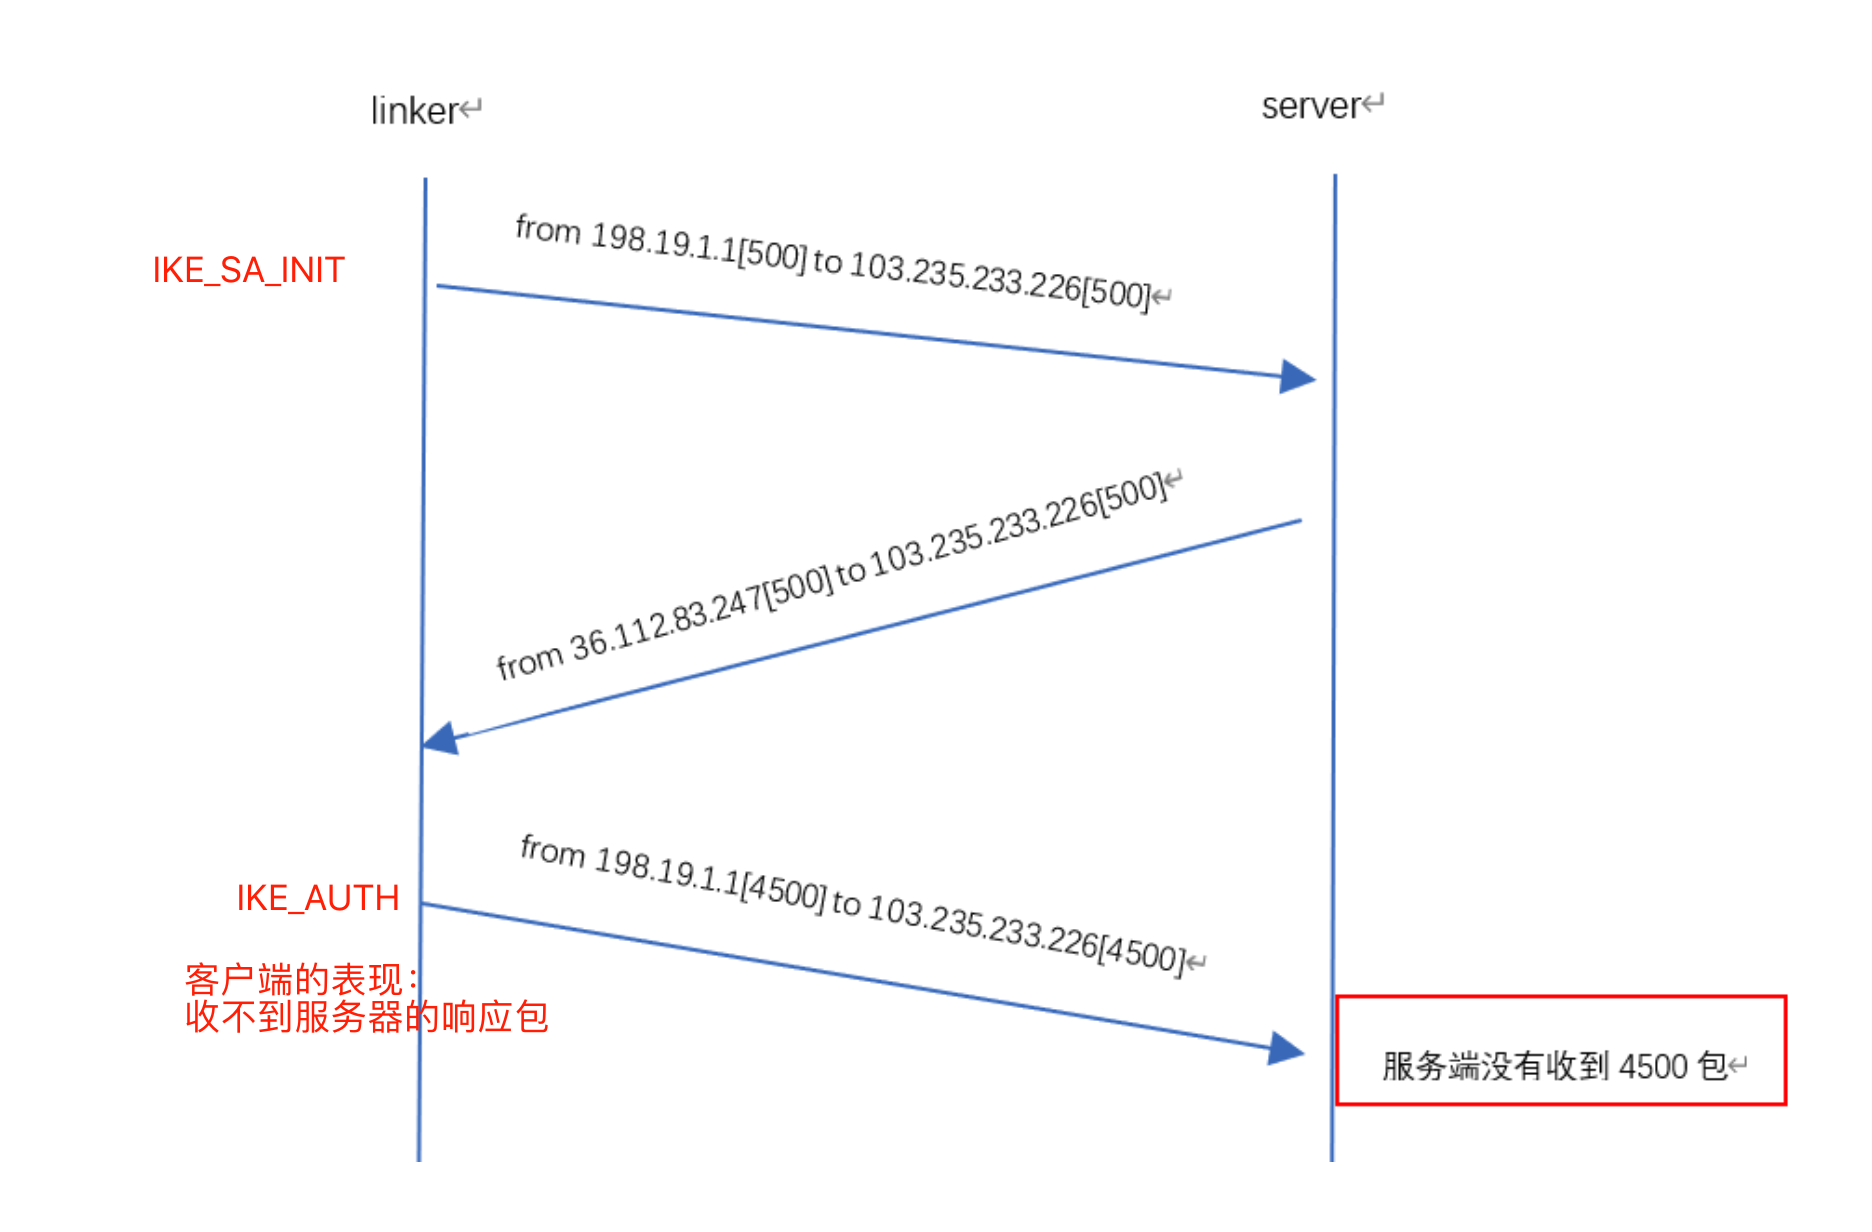 linker↵
server↵
from 198.19.1.1[500] to 103.235.233.226[500]↵
IKE_SA_INIT
from 36.112.83.247[500] to 103.235.233.226[500]↵
from 198.19.1.1[4500] to 103.235.233.226[4500]↵
IKE_AUTH
客户端的表现：
收不到服务器的响应包
服务端没有收到 4500 包↵